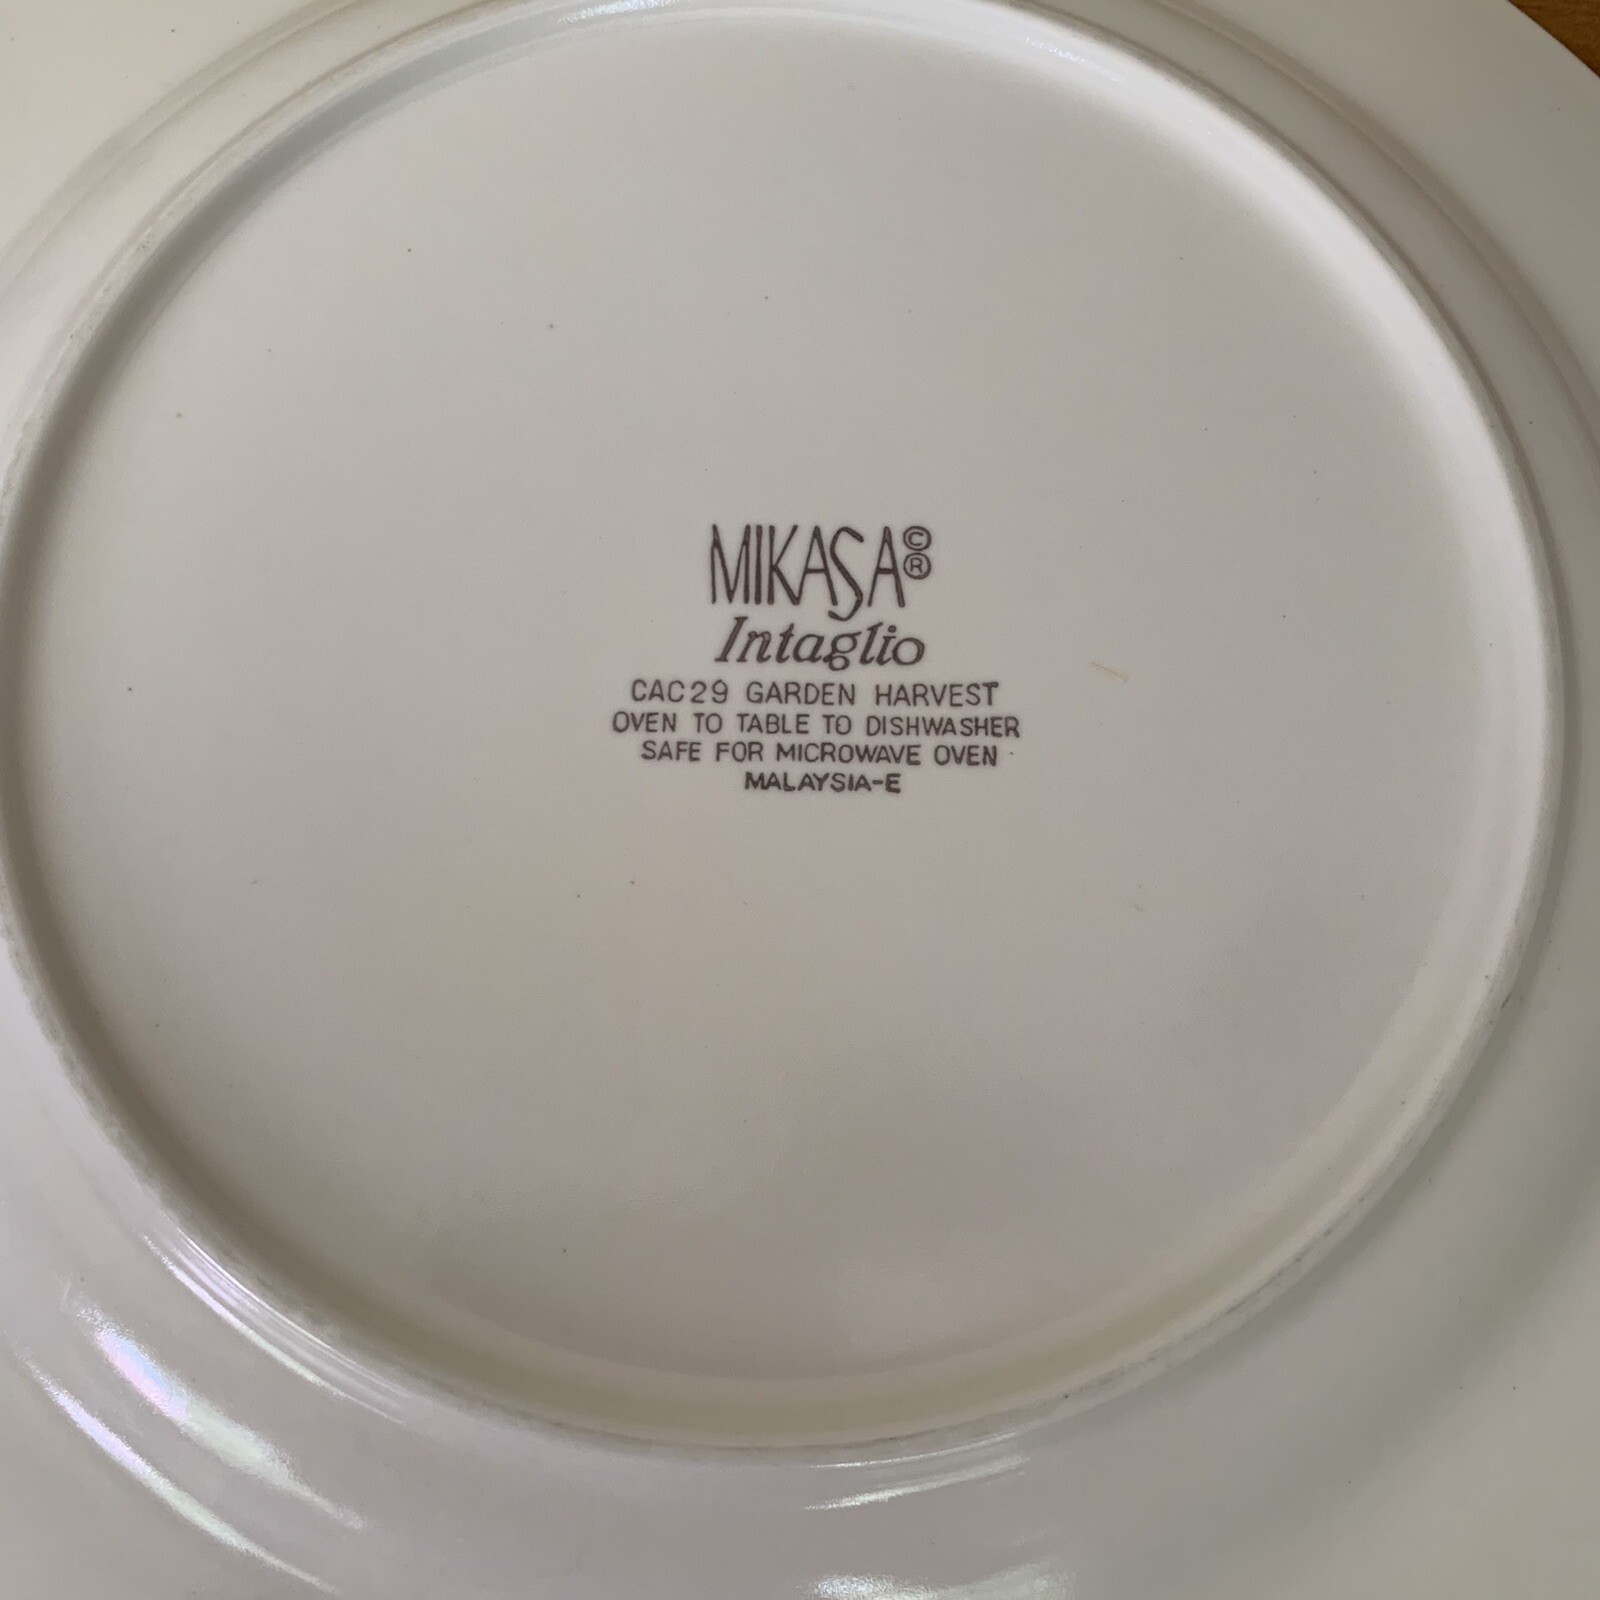 MIKASA©®
Intaglio
CAC29 GARDEN HARVEST
OVEN TO TABLE TO DISHWASHER
SAFE FOR MICROWAVE OVEN
MALAYSIA-E